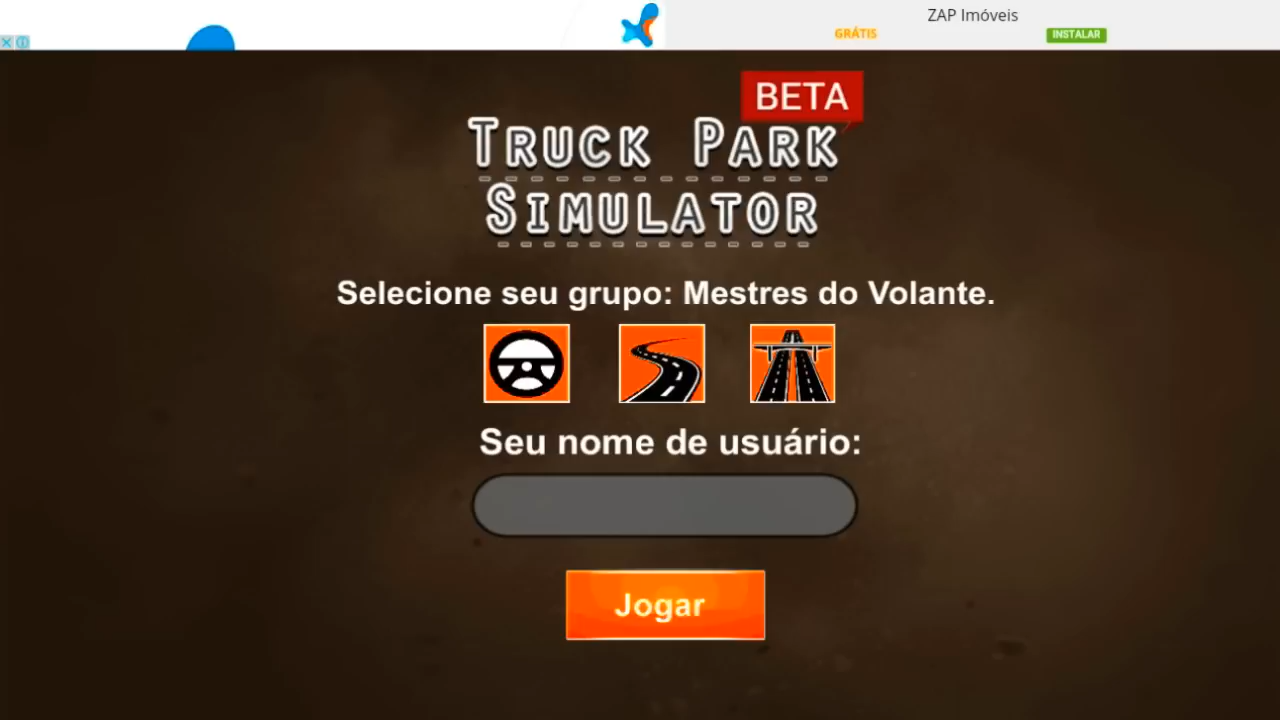 ZAP Imóveis
GRÁTIS
INSTALAR
BETA
TRUCK PARK
SIMULATOR
Selecione seu grupo: Mestres do Volante.
Seu nome de usuário:
Jogar